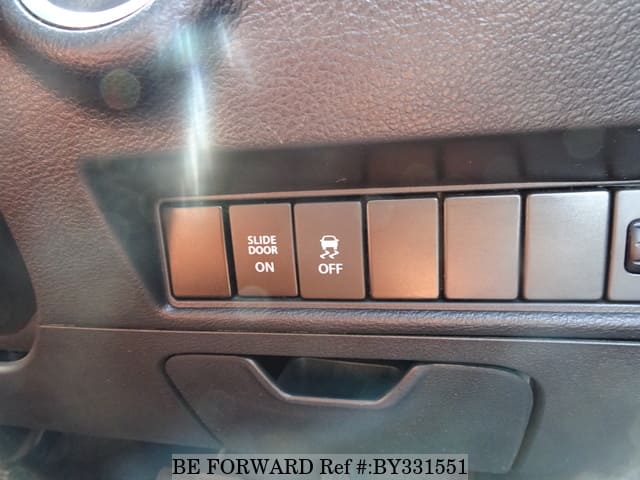 SLIDE
DOOR
ON
OFF
BE FORWARD Ref #:BY331551